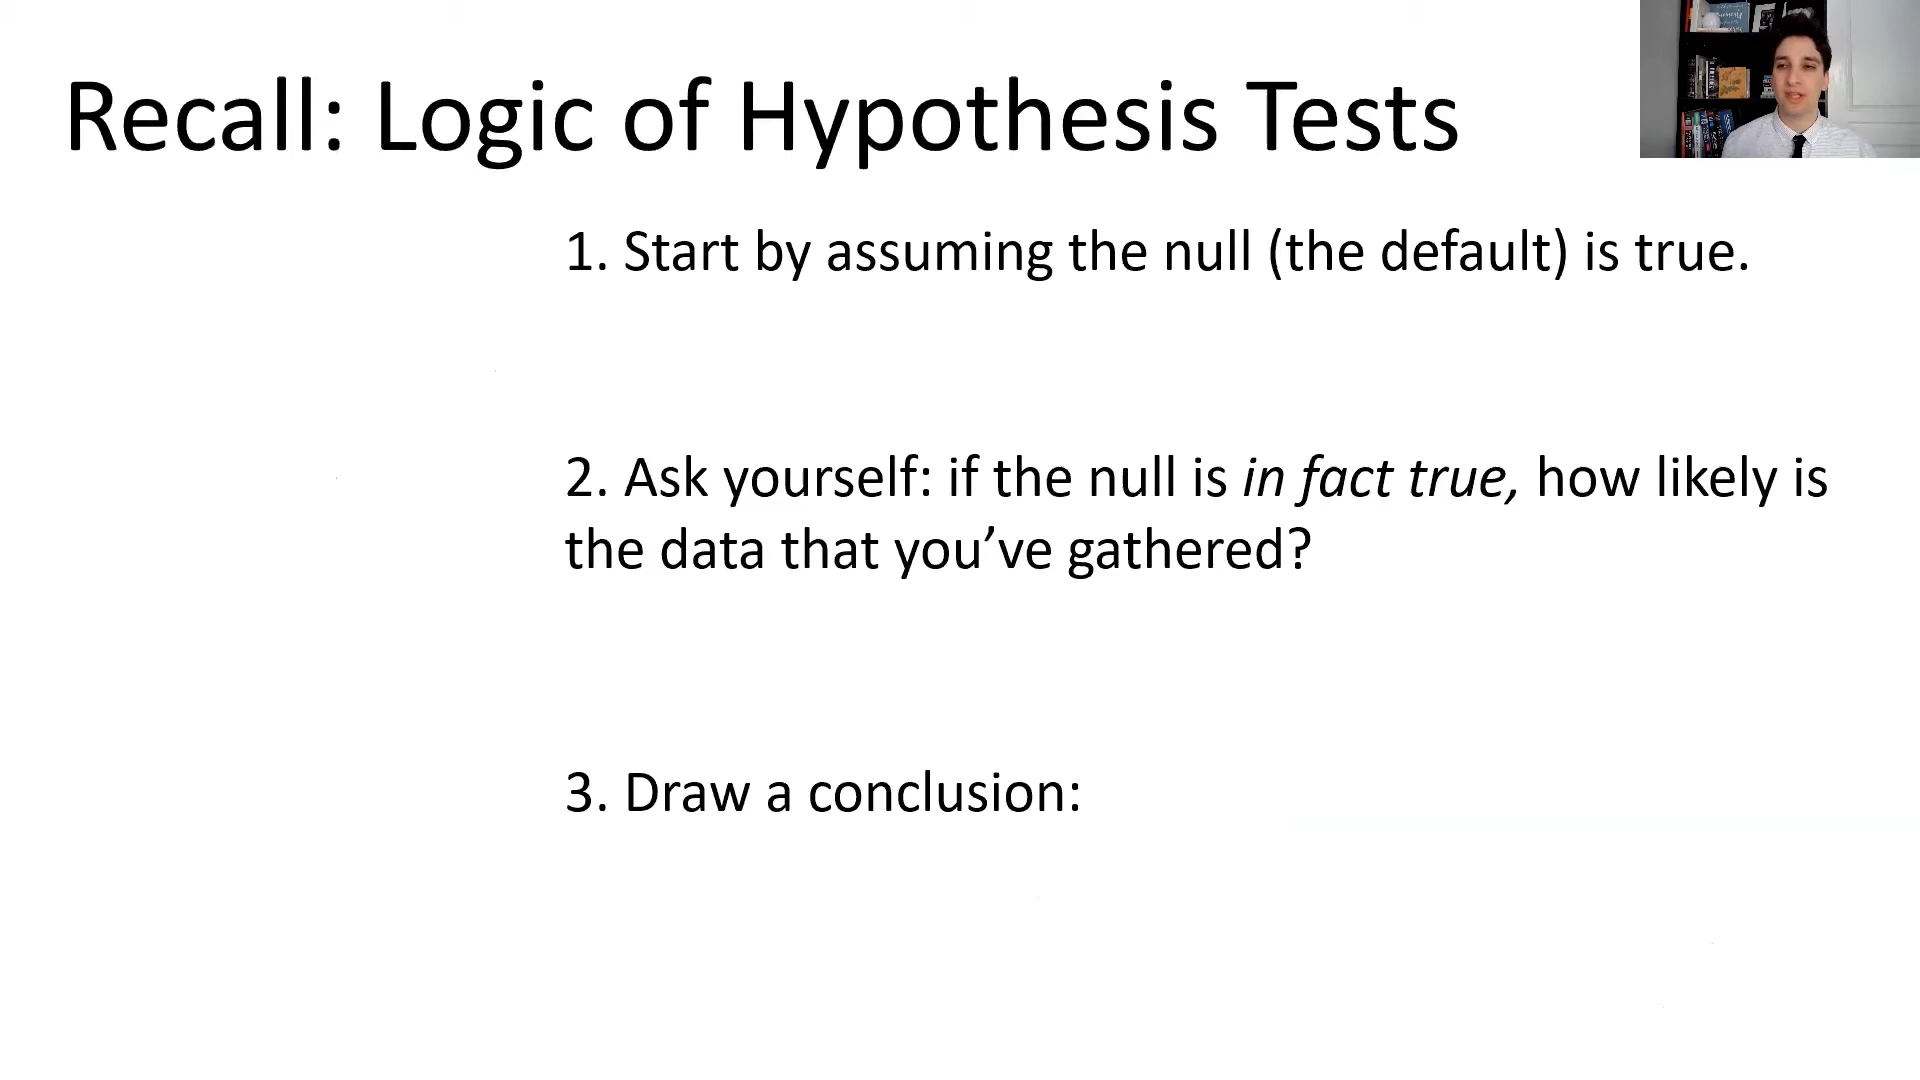 Recall: Logic of Hypothesis Tests
1. Start by assuming the null (the default) is true.
2. Ask yourself: if the null is in fact true, how likely is
the data that you’ve gathered?
3. Draw a conclusion: